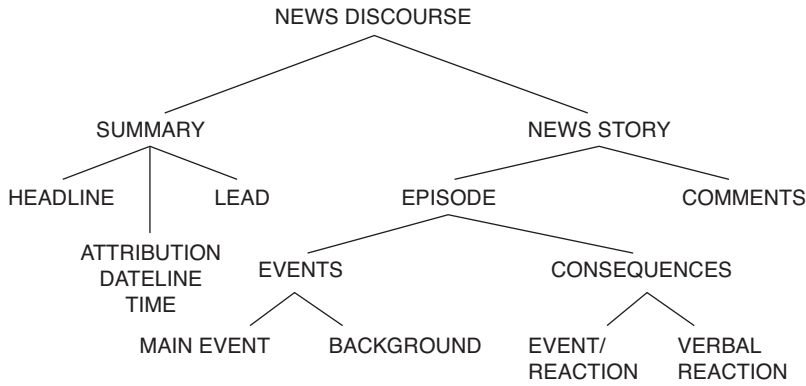 NEWS DISCOURSE
SUMMARY
NEWS STORY
HEADLINE
LEAD
EPISODE
COMMENTS
ATTRIBUTION
DATELINE
TIME
EVENTS
CONSEQUENCES
MAIN EVENT
BACKGROUND
EVENT/
REACTION
VERBAL
REACTION